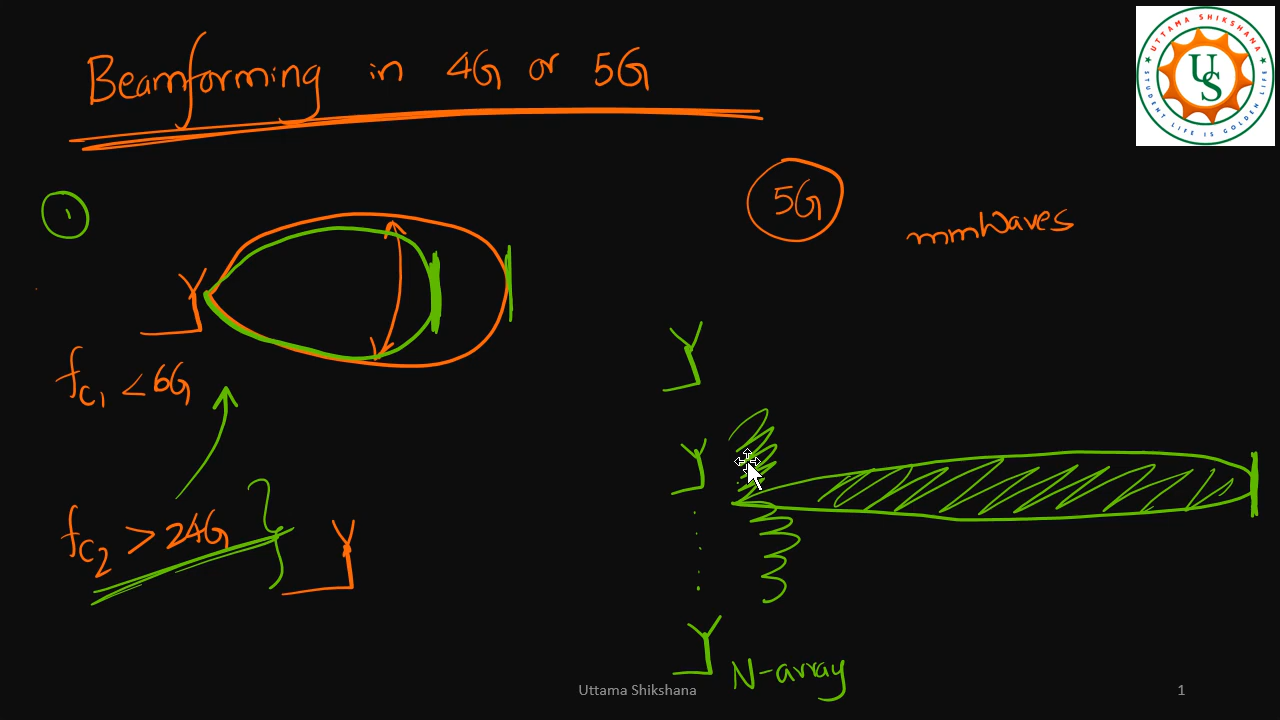 Beamforming in 4G or 5G
UTTAMA SHIKSHANA
US
STUDENT LIFE IS GOLDEN LIFE
1
5G
mmWaves
fc1 < 6G
fc2 > 24G
N-array
Uttama Shikshana
1